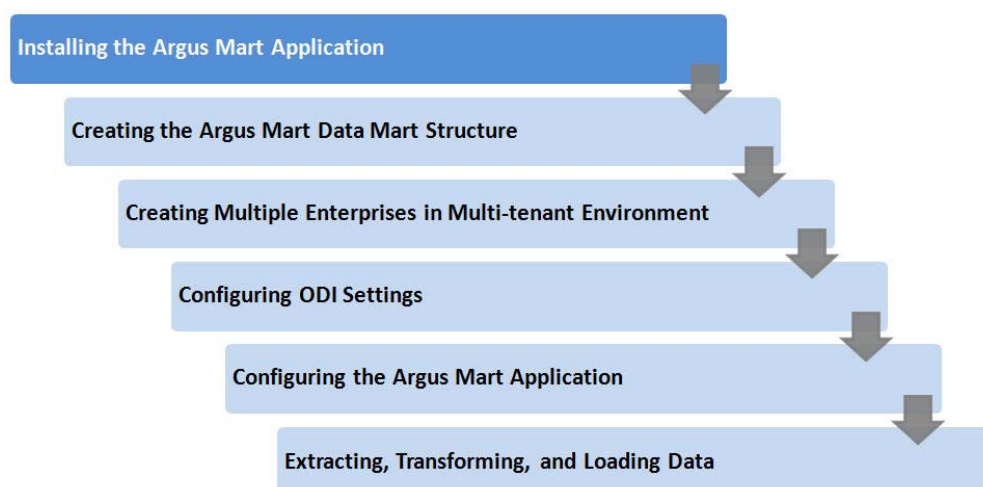 Installing the Argus Mart Application
Creating the Argus Mart Data Mart Structure
Creating Multiple Enterprises in Multi-tenant Environment
Configuring ODI Settings
Configuring the Argus Mart Application
Extracting, Transforming, and Loading Data